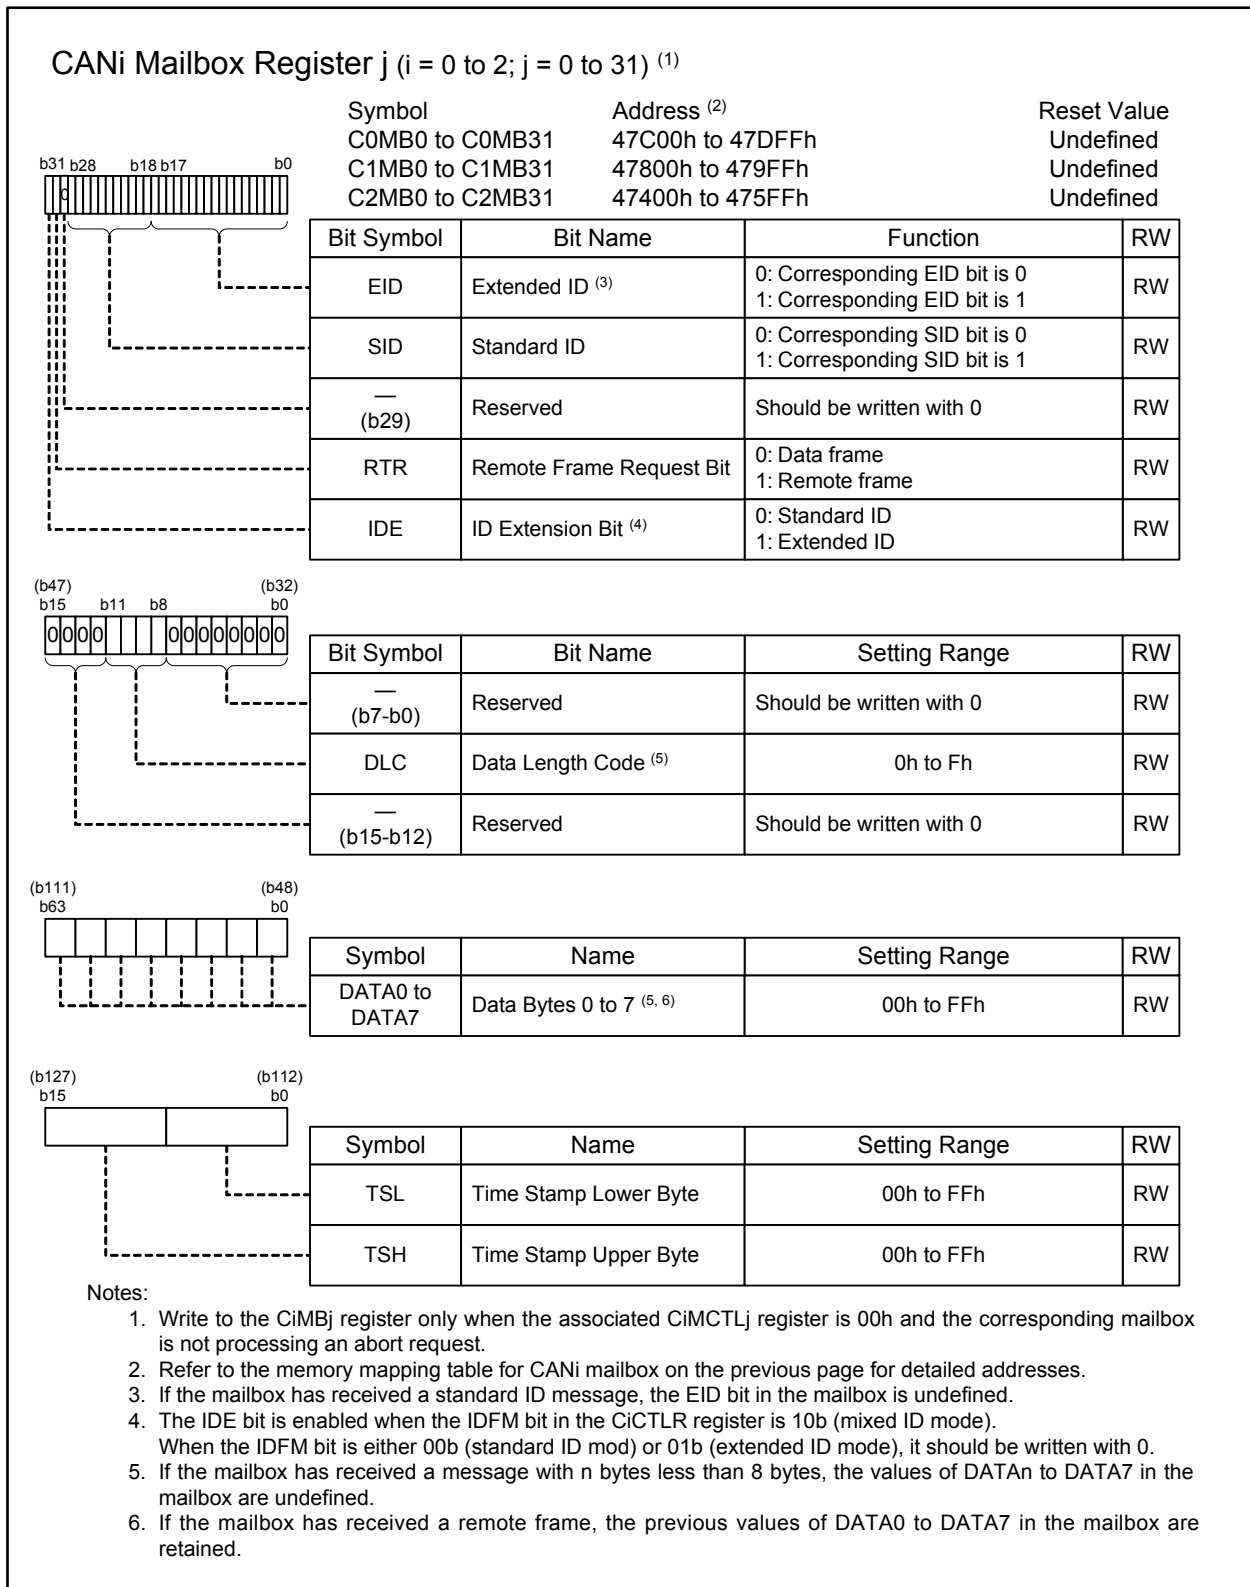 CANi Mailbox Register j (i = 0 to 2; j = 0 to 31) (1)
Symbol Address (2) Reset Value
C0MB0 to C0MB31 47C00h to 47DFFh Undefined
C1MB0 to C1MB31 47800h to 479FFh Undefined
C2MB0 to C2MB31 47400h to 475FFh Undefined
b31 b28 b18 b17 b0
0
Bit Symbol Bit Name Function RW
EID Extended ID (3) 0: Corresponding EID bit is 0 RW
1: Corresponding EID bit is 1
SID Standard ID 0: Corresponding SID bit is 0 RW
1: Corresponding SID bit is 1
— (b29) Reserved Should be written with 0 RW
RTR Remote Frame Request Bit 0: Data frame RW
1: Remote frame
IDE ID Extension Bit (4) 0: Standard ID RW
1: Extended ID
(b47) (b32)
b15 b11 b8 b0
0 0 0 0 0 0 0 0 0 0 0 0
Bit Symbol Bit Name Setting Range RW
— (b7-b0) Reserved Should be written with 0 RW
DLC Data Length Code (5) 0h to Fh RW
— (b15-b12) Reserved Should be written with 0 RW
(b111) (b48)
b63 b0
Symbol Name Setting Range RW
DATA0 to DATA7 Data Bytes 0 to 7 (5, 6) 00h to FFh RW
(b127) (b112)
b15 b0
Symbol Name Setting Range RW
TSL Time Stamp Lower Byte 00h to FFh RW
TSH Time Stamp Upper Byte 00h to FFh RW
Notes:
1. Write to the CiMBj register only when the associated CiMCTLj register is 00h and the corresponding mailbox
is not processing an abort request.
2. Refer to the memory mapping table for CANi mailbox on the previous page for detailed addresses.
3. If the mailbox has received a standard ID message, the EID bit in the mailbox is undefined.
4. The IDE bit is enabled when the IDFM bit in the CiCTLR register is 10b (mixed ID mode).
When the IDFM bit is either 00b (standard ID mod) or 01b (extended ID mode), it should be written with 0.
5. If the mailbox has received a message with n bytes less than 8 bytes, the values of DATAn to DATA7 in the
mailbox are undefined.
6. If the mailbox has received a remote frame, the previous values of DATA0 to DATA7 in the mailbox are
retained.